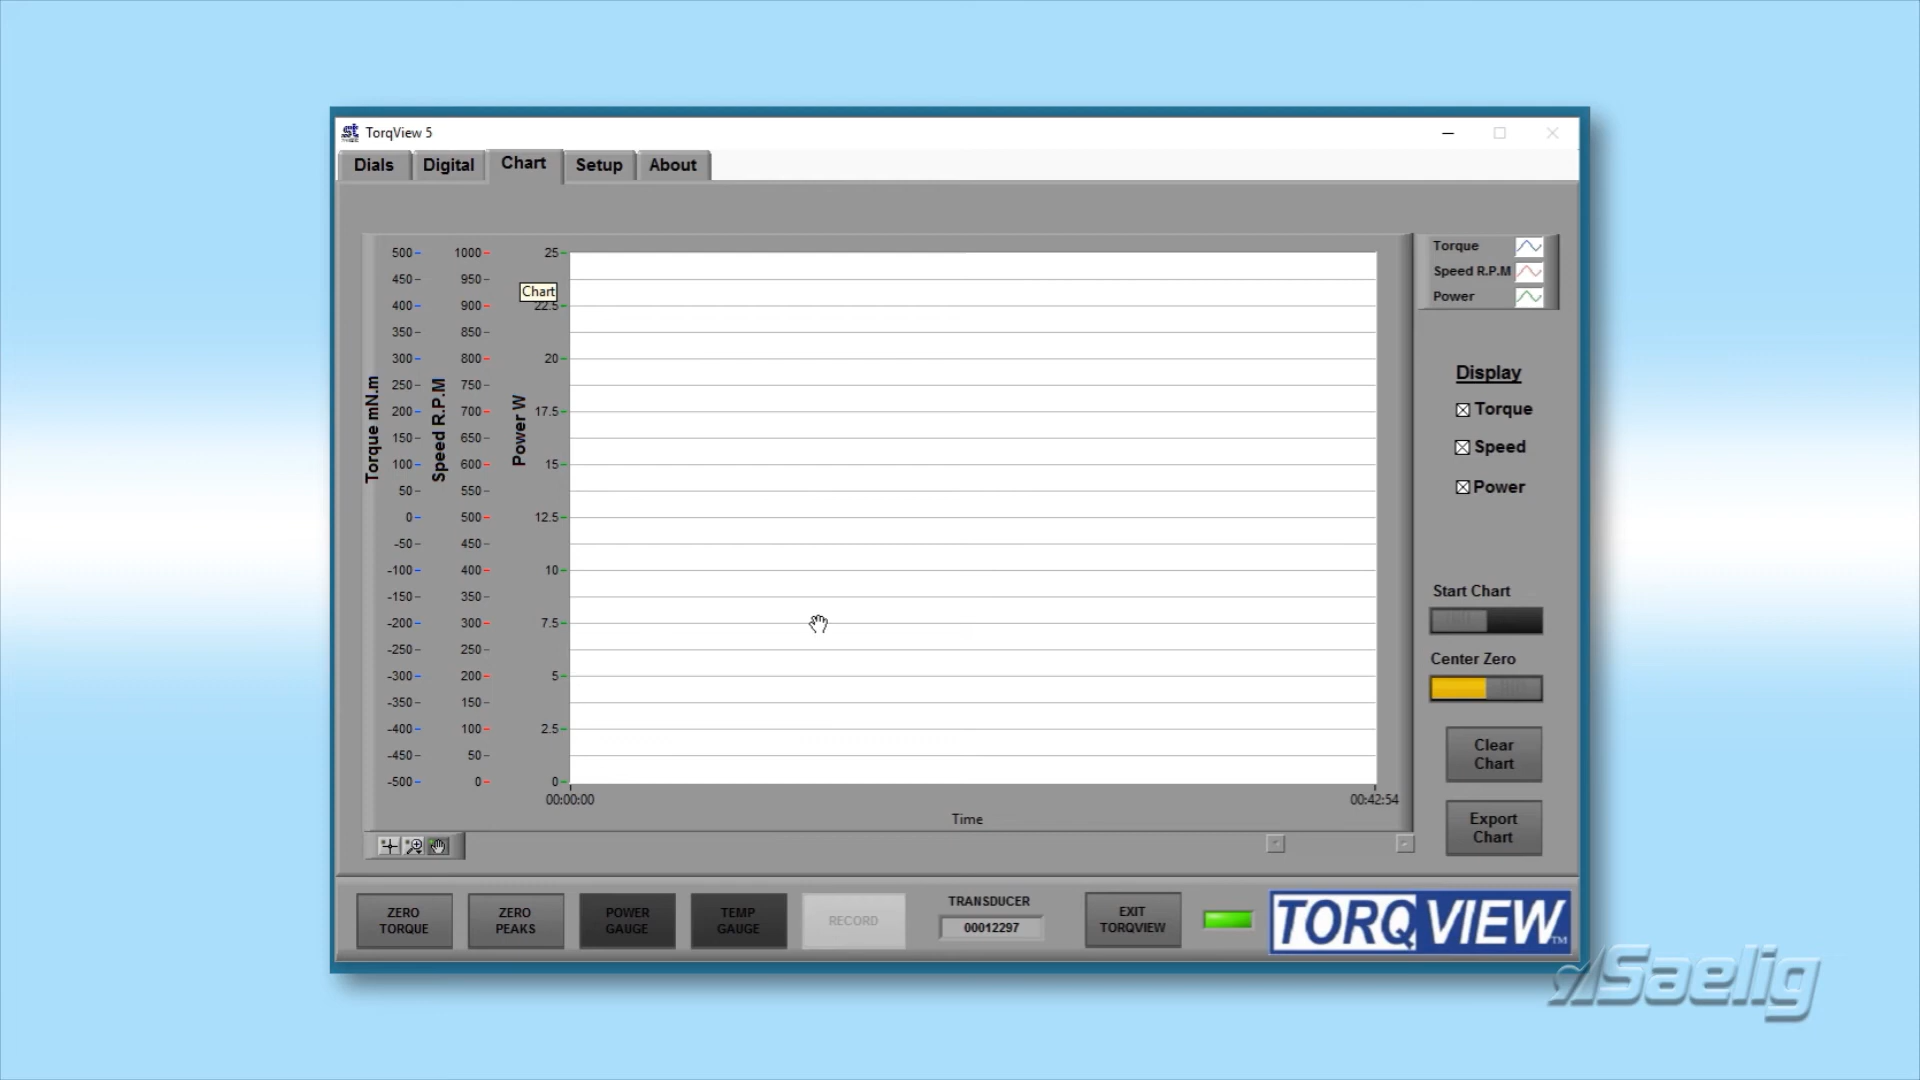 TorqView 5
Dials Digital Chart Setup About
Torque mN.m
500
450
400
350
300
250
200
150
100
50
0
-50
-100
-150
-200
-250
-300
-350
-400
-450
-500
Speed R.P.M
1000
950
900
850
800
750
700
650
600
550
500
450
400
350
300
250
200
150
100
50
0
Power W
25
22.5
20
17.5
15
12.5
10
7.5
5
2.5
0
Chart
00:00:00
00:42:54
Time
Torque
Speed R.P.M
Power
Display
Torque
Speed
Power
Start Chart
Center Zero
Clear
Chart
Export
Chart
ZERO
TORQUE
ZERO
PEAKS
POWER
GAUGE
TEMP
GAUGE
RECORD
TRANSDUCER
00012297
EXIT
TORQVIEW
TORQVIEW™
Saelig